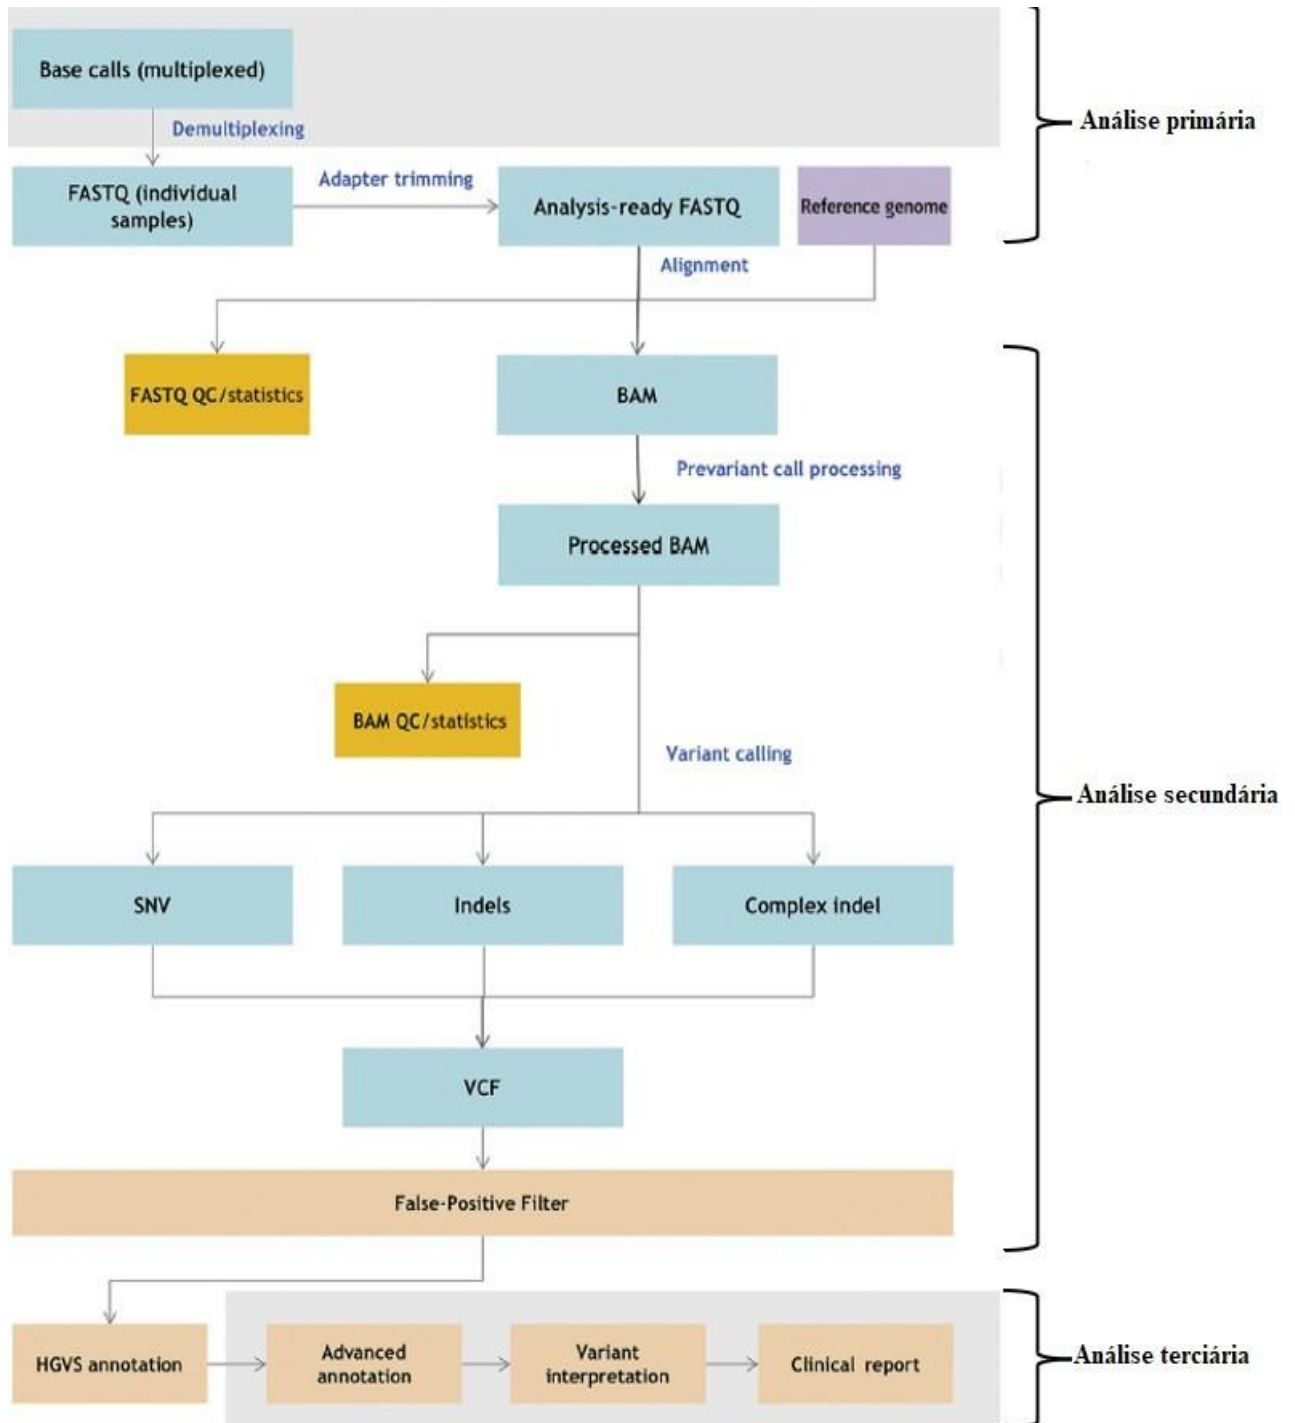 Base calls (multiplexed)
Análise primária
Demultiplexing
FASTQ (individual
samples)
Adapter trimming
Analysis-ready FASTQ
Reference genome
Alignment
FASTQ QC/statistics
BAM
Prevariant call processing
Processed BAM
BAM QC/statistics
Variant calling
Análise secundária
SNV
Indels
Complex indel
VCF
False-Positive Filter
HGVS annotation
Advanced
annotation
Variant
interpretation
Clinical report
Análise terciária